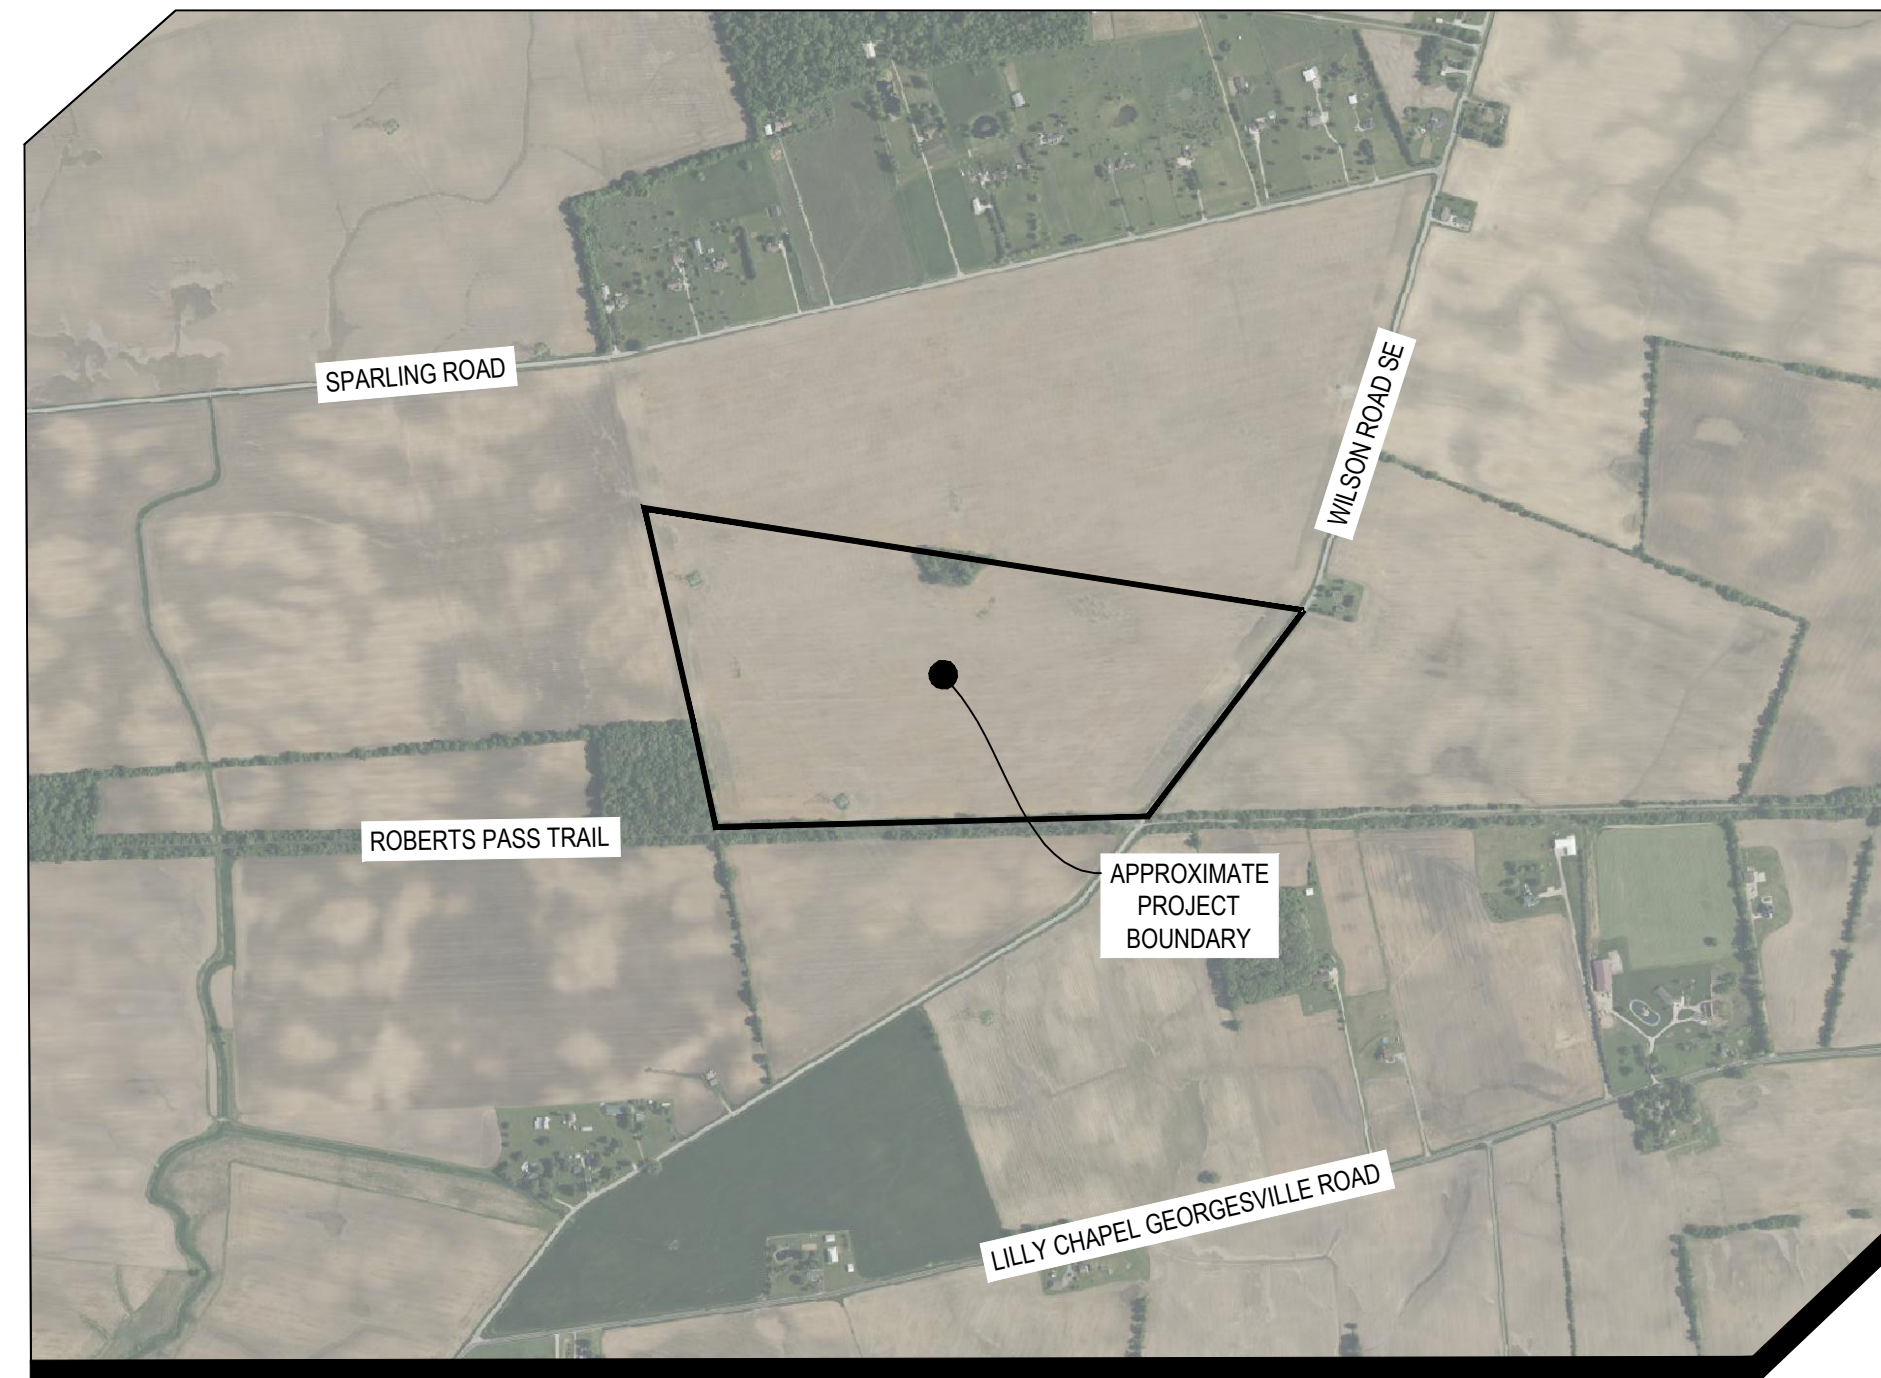 SPARLING ROAD
WILSON ROAD SE
ROBERTS PASS TRAIL
APPROXIMATE
PROJECT
BOUNDARY
LILLY CHAPEL GEORGESVILLE ROAD